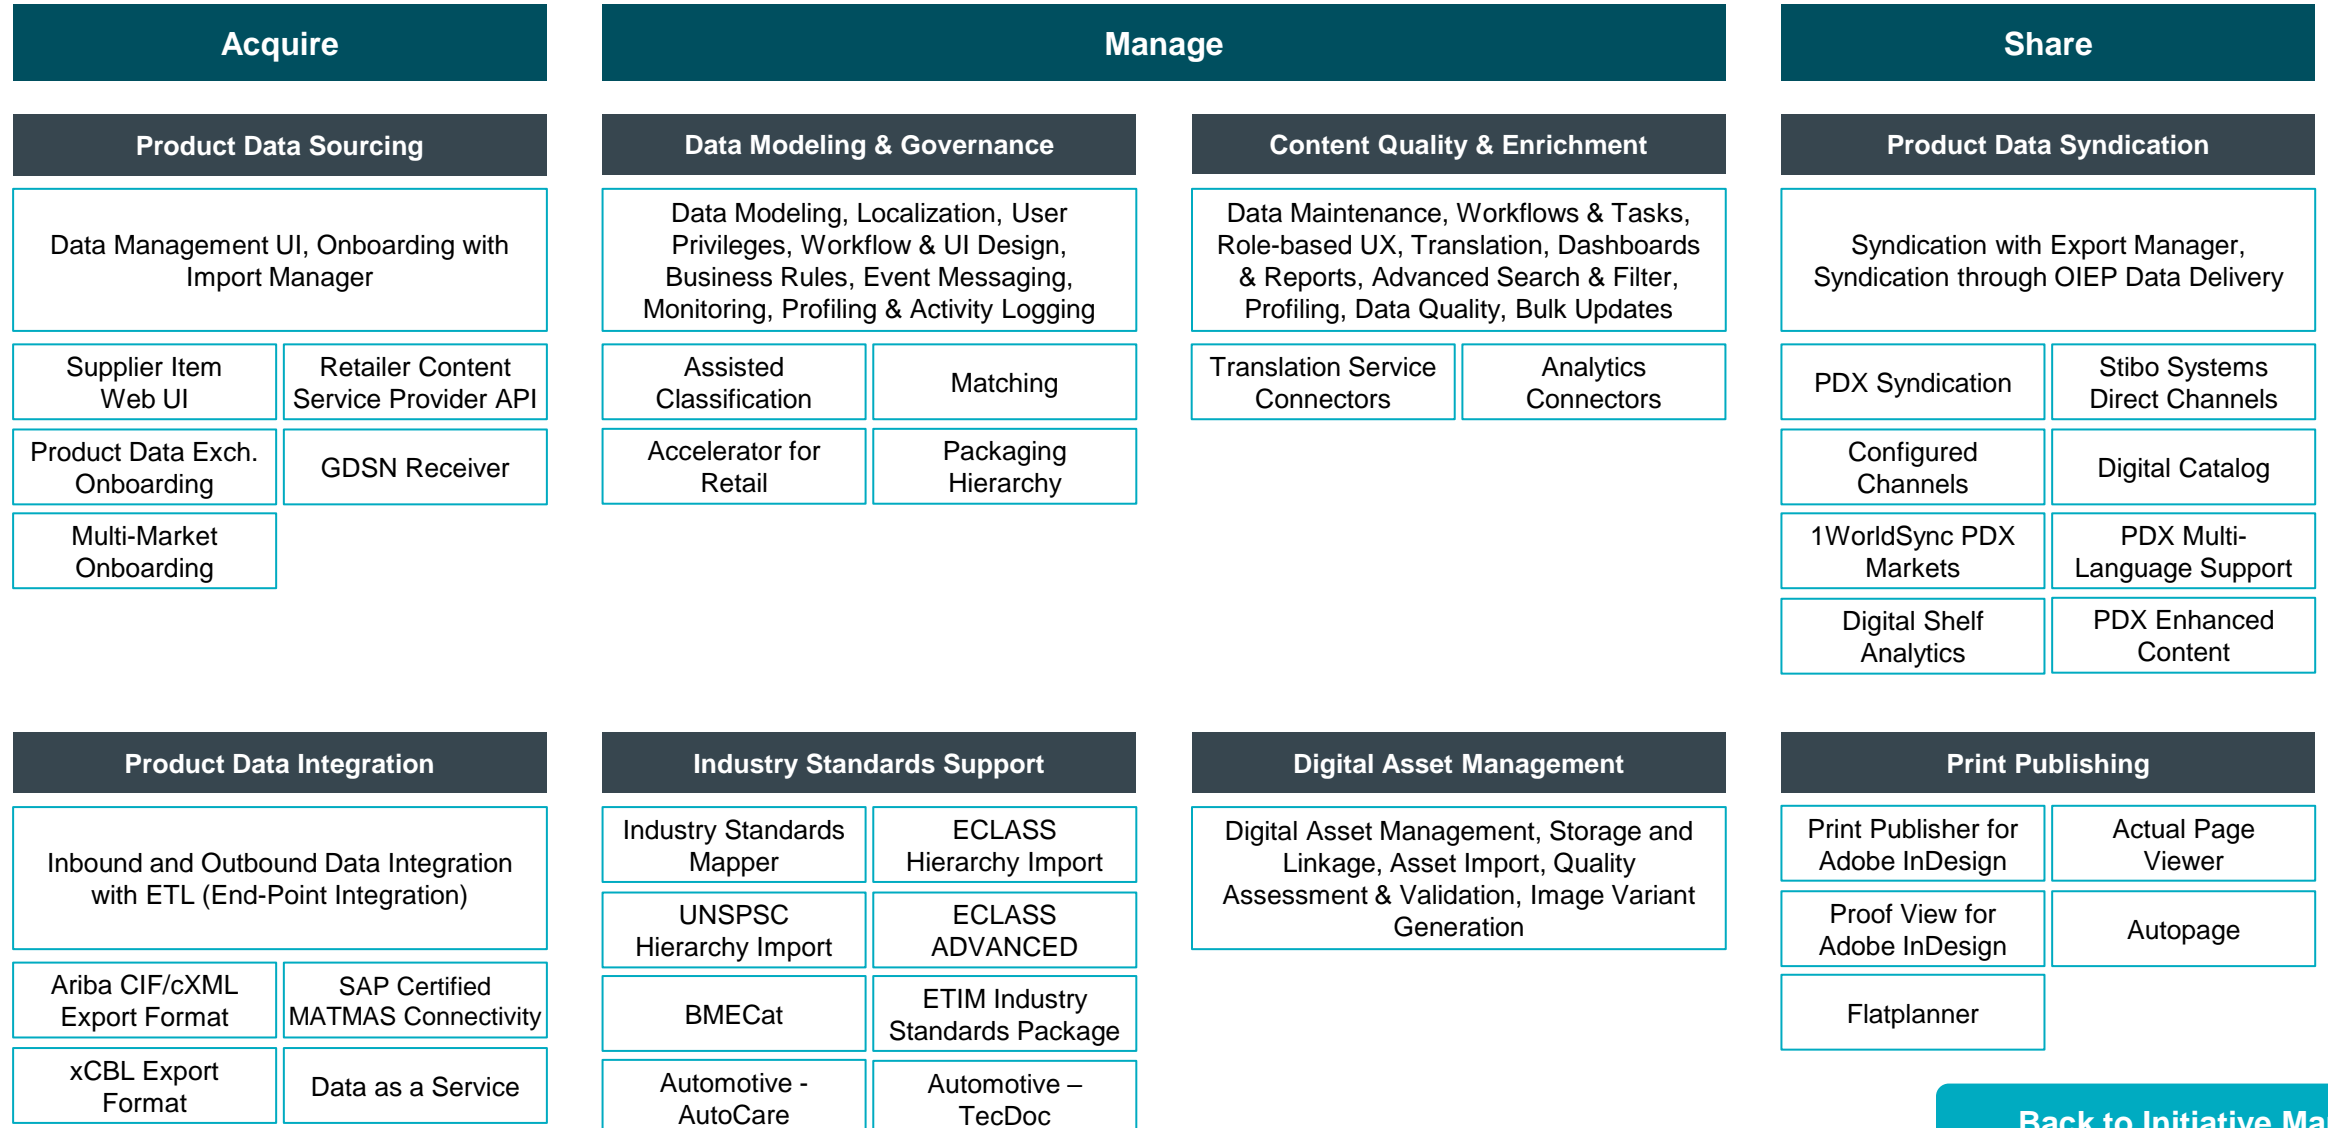 Acquire
Manage
Share
Product Data Sourcing
Data Management UI, Onboarding with
Import Manager
Supplier Item
Web UI
Retailer Content
Service Provider API
Product Data Exch.
Onboarding
GDSN Receiver
Multi-Market
Onboarding
Data Modeling & Governance
Data Modeling, Localization, User
Privileges, Workflow & UI Design,
Business Rules, Event Messaging,
Monitoring, Profiling & Activity Logging
Assisted
Classification
Matching
Accelerator for
Retail
Packaging
Hierarchy
Content Quality & Enrichment
Data Maintenance, Workflows & Tasks,
Role-based UX, Translation, Dashboards
& Reports, Advanced Search & Filter,
Profiling, Data Quality, Bulk Updates
Translation Service
Connectors
Analytics
Connectors
Product Data Syndication
Syndication with Export Manager,
Syndication through OIEP Data Delivery
PDX Syndication
Stibo Systems
Direct Channels
Configured
Channels
Digital Catalog
1WorldSync PDX
Markets
PDX Multi-
Language Support
Digital Shelf
Analytics
PDX Enhanced
Content
Product Data Integration
Inbound and Outbound Data Integration
with ETL (End-Point Integration)
Ariba CIF/cXML
Export Format
SAP Certified
MATMAS Connectivity
xCBL Export
Format
Data as a Service
Industry Standards Support
Industry Standards
Mapper
ECLASS
Hierarchy Import
UNSPSC
Hierarchy Import
ECLASS
ADVANCED
BMECat
ETIM Industry
Standards Package
Automotive -
AutoCare
Automotive –
TecDoc
Digital Asset Management
Digital Asset Management, Storage and
Linkage, Asset Import, Quality
Assessment & Validation, Image Variant
Generation
Print Publishing
Print Publisher for
Adobe InDesign
Actual Page
Viewer
Proof View for
Adobe InDesign
Autopage
Flatplanner
Back to Initiative